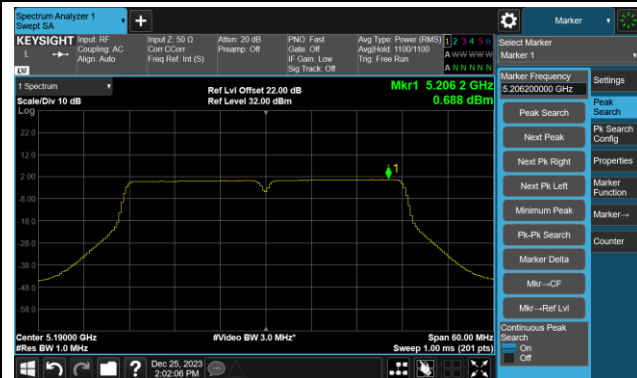 Spectrum Analyzer 1
Swept SA
Marker
KEYSIGHT
L
LXI
Input: RF
Coupling: AC
Align: Auto
Input Z: 50 Ω
Corr CCorr
Freq Ref: Int (S)
Atten: 20 dB
Preamp: Off
PNO: Fast
Gate: Off
IF Gain: Low
Sig Track: Off
Avg Type: Power (RMS)
Avg|Hold: 1100/1100
Trig: Free Run
1 2 3 4 5 6
A W W W W W
A N N N N N
Select Marker
Marker 1
1 Spectrum
Scale/Div 10 dB
Log
Ref Lvl Offset 22.00 dB
Ref Level 32.00 dBm
Mkr1 5.206 2 GHz
0.688 dBm
22.0
12.0
2.00
-8.00
-18.0
-28.0
-38.0
-48.0
-58.0
1
Center 5.19000 GHz
#Res BW 1.0 MHz
#Video BW 3.0 MHz*
Span 60.00 MHz
Sweep 1.00 ms (201 pts)
Marker Frequency
5.206200000 GHz
Peak Search
Next Peak
Next Pk Right
Next Pk Left
Minimum Peak
Pk-Pk Search
Marker Delta
Mkr→CF
Mkr→Ref Lvl
Continuous Peak
Search
On
Off
Settings
Peak
Search
Pk Search
Config
Properties
Marker
Function
Marker→
Counter
Dec 25, 2023
2:02:06 PM